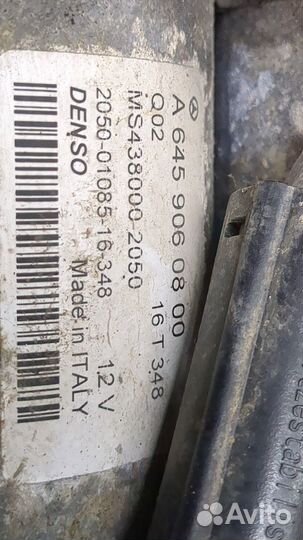 A 645 906 08 00
Q02 16 T 348
MS438000-2050
2050-01085-16-348 12 V
DENSO Made in ITALY
Avito